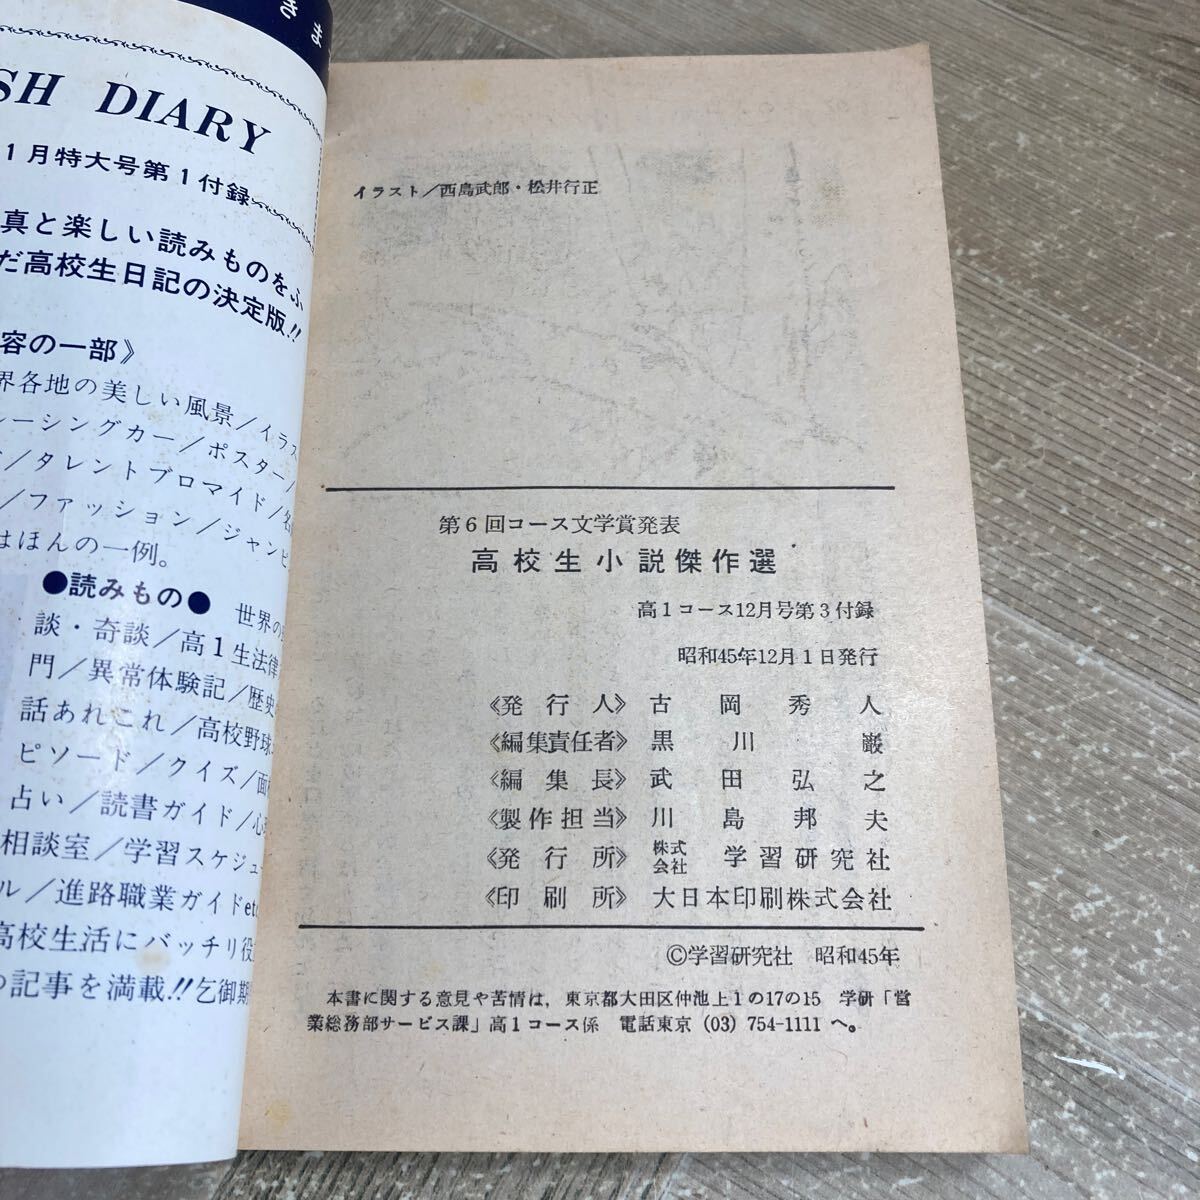 きま
SH DIARY
1月特大号第1付録
真と楽しい読みものをふ
だ高校生日記の決定版!!
容の一部》
界各地の美しい風景/イラス
レーシングカー/ポスター/
/タレントブロマイド/名
/ファッション/ジャンピ
はほんの一例。
●読みもの● 世界の
談・奇談/高1生法律
門/異常体験記/歴史
話あれこれ/高校野球
ピソード/クイズ/面
占い/読書ガイド/心
相談室/学習スケジュー
ル/進路職業ガイドetc
高校生活にバッチリ役
の記事を満載!!乞御期
イラスト/西島武郎・松井行正
第6回コース文学賞発表
高校生小説傑作選
高1コース12月号第3付録
昭和45年12月1日発行
《発行人》 古岡秀人
《編集責任者》 黒川巖
《編集長》 武田弘之
《製作担当》 川島邦夫
《発行所》 株式会社 学習研究社
《印刷所》 大日本印刷株式会社
©学習研究社 昭和45年
本書に関する意見や苦情は,東京都大田区仲池上1の17の15 学研「営
業総務部サービス課」高1コース係 電話東京 (03) 754-1111 へ。